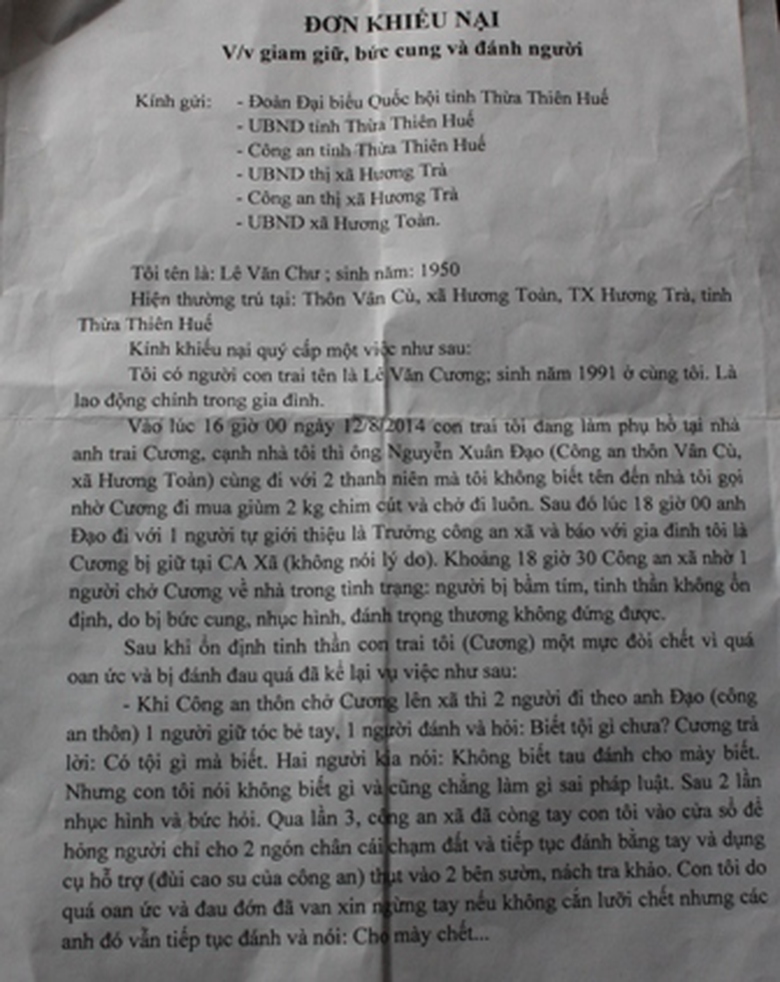 ĐƠN KHIẾU NẠI
V/v giam giữ, bức cung và đánh người
Kính gửi: - Đoàn Đại biểu Quốc hội tỉnh Thừa Thiên Huế
- UBND tỉnh Thừa Thiên Huế
- Công an tỉnh Thừa Thiên Huế
- UBND thị xã Hương Trà
- Công an thị xã Hương Trà
- UBND xã Hương Toàn.
Tôi tên là: Lê Văn Chư ; sinh năm: 1950
Hiện thường trú tại: Thôn Vân Cù, xã Hương Toàn, TX Hương Trà, tỉnh
Thừa Thiên Huế
Kính khiếu nại quý cấp một việc như sau:
Tôi có người con trai tên là Lê Văn Cương; sinh năm 1991 ở cùng tôi. Là
lao động chính trong gia đình.
Vào lúc 16 giờ 00 ngày 12/8/2014 con trai tôi đang làm phụ hồ tại nhà
anh trai Cương, cạnh nhà tôi thì ông Nguyễn Xuân Đạo (Công an thôn Vân Cù,
xã Hương Toàn) cùng đi với 2 thanh niên mà tôi không biết tên đến nhà tôi gọi
nhờ Cương đi mua giùm 2 kg chim cút và chở đi luôn. Sau đó lúc 18 giờ 00 anh
Đạo đi với 1 người tự giới thiệu là Trưởng công an xã và báo với gia đình tôi là
Cương bị giữ tại CA Xã (không nói lý do). Khoảng 18 giờ 30 Công an xã nhờ 1
người chở Cương về nhà trong tình trạng: người bị bầm tím, tinh thần không ổn
định, do bị bức cung, nhục hình, đánh trọng thương không đứng được.
Sau khi ổn định tinh thần con trai tôi (Cương) một mực đòi chết vì quá
oan ức và bị đánh đau quá đã kể lại vụ việc như sau:
- Khi Công an thôn chở Cương lên xã thì 2 người đi theo anh Đạo (công
an thôn) 1 người giữ tóc bẻ tay, 1 người đánh và hỏi: Biết tội gì chưa? Cương trả
lời: Có tội gì mà biết. Hai người kia nói: Không biết tau đánh cho mày biết.
Nhưng con tôi nói không biết gì và cũng chẳng làm gì sai pháp luật. Sau 2 lần
nhục hình và bức hỏi. Qua lần 3, công an xã đã còng tay con tôi vào cửa sổ để
hỏng người chỉ cho 2 ngón chân cái chạm đất và tiếp tục đánh bằng tay và dụng
cụ hỗ trợ (đùi cao su của công an) thụt vào 2 bên sườn, nách tra khảo. Con tôi do
quá oan ức và đau đớn đã van xin ngừng tay nếu không cắn lưỡi chết nhưng các
anh đó vẫn tiếp tục đánh và nói: Cho mày chết...